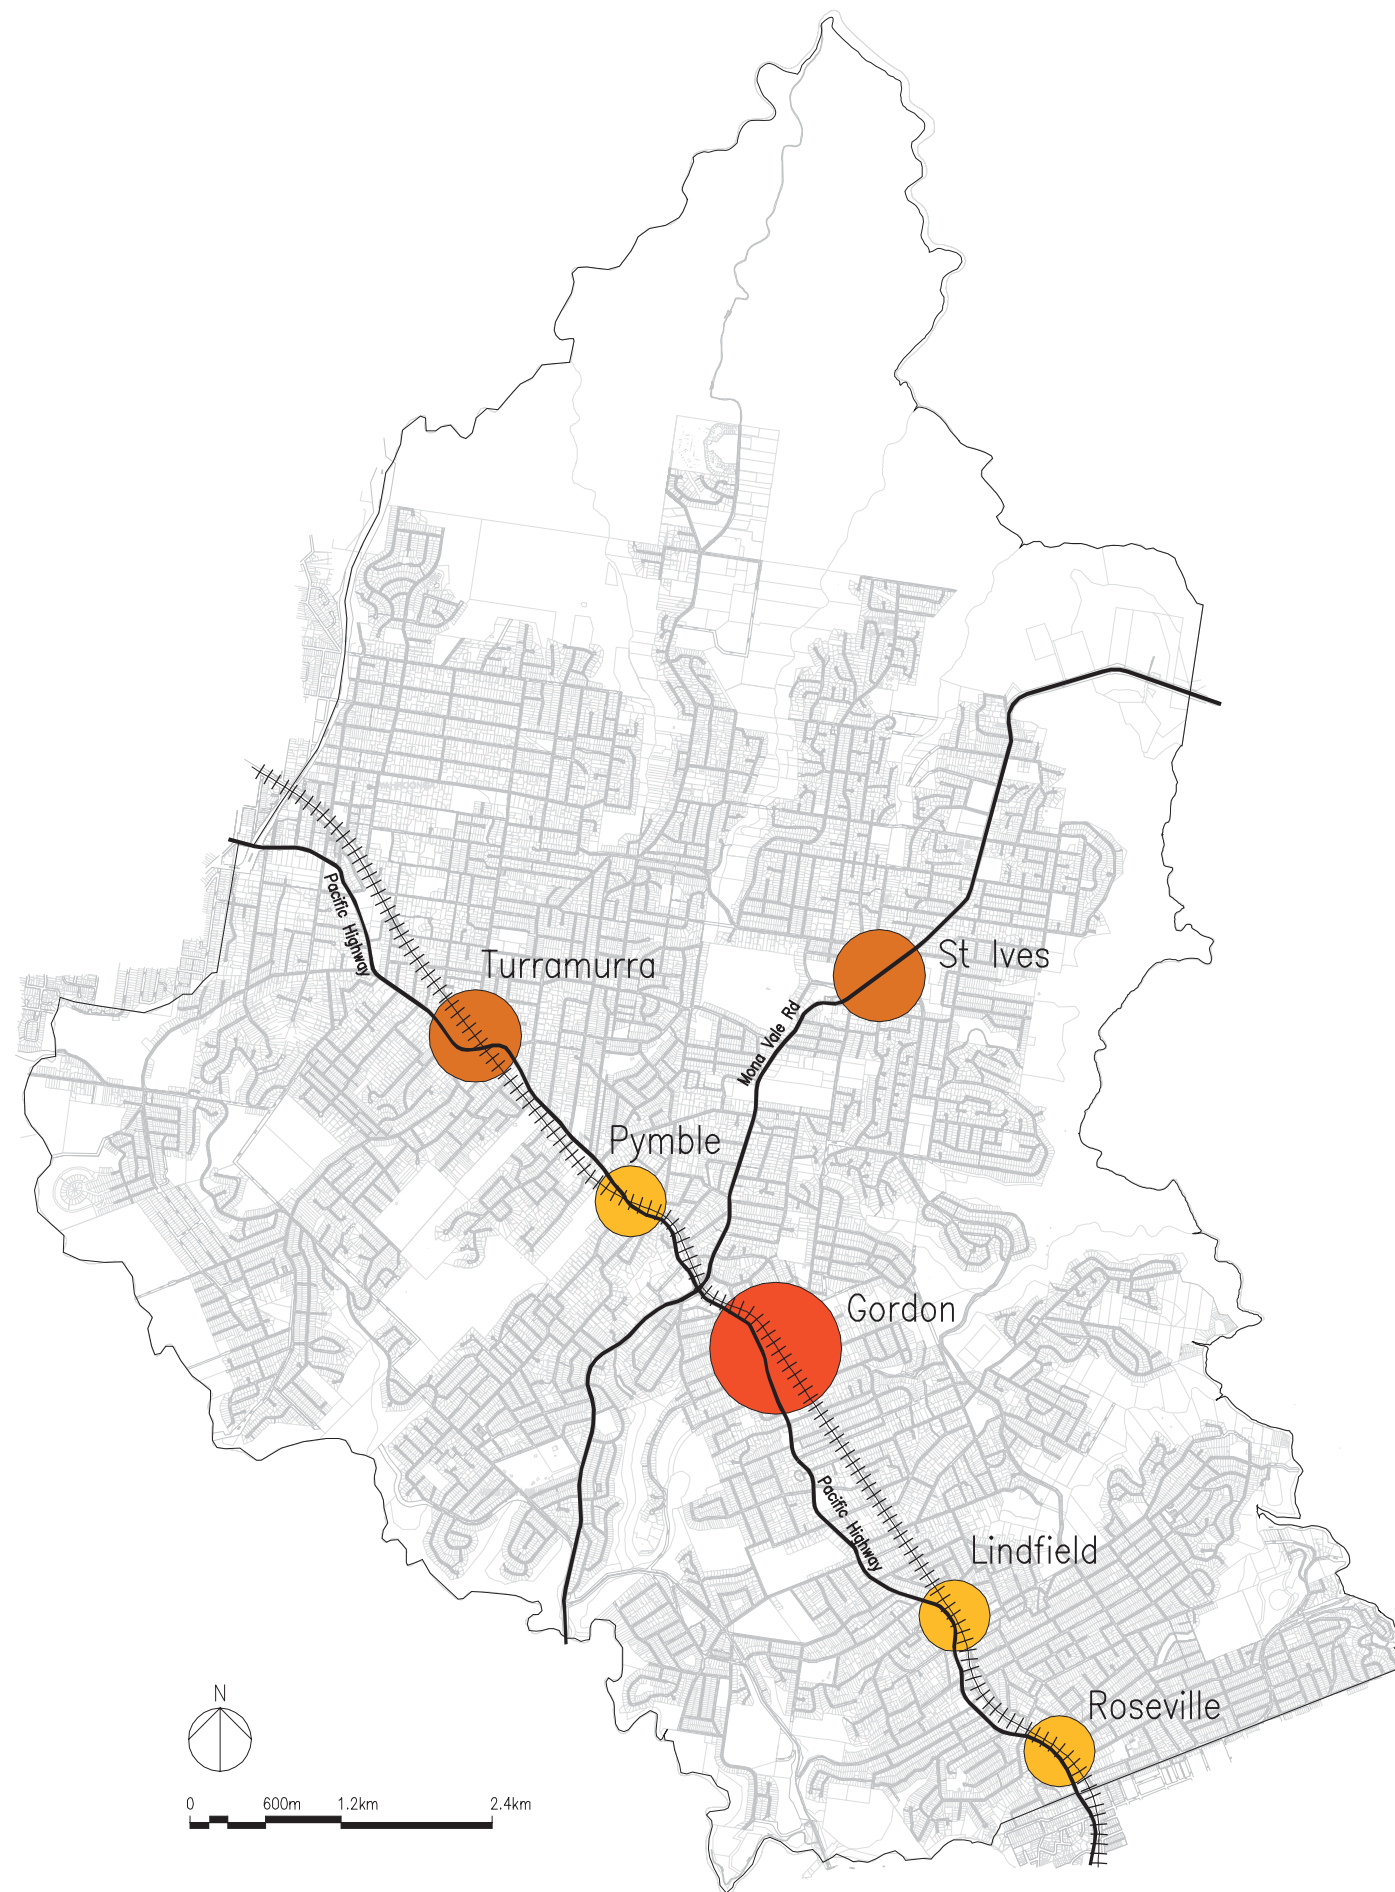 Pacific Highway
Turramurra
St Ives
Mona Vale Rd
Pymble
Gordon
Pacific Highway
Lindfield
Roseville
N
0 600m 1.2km 2.4km